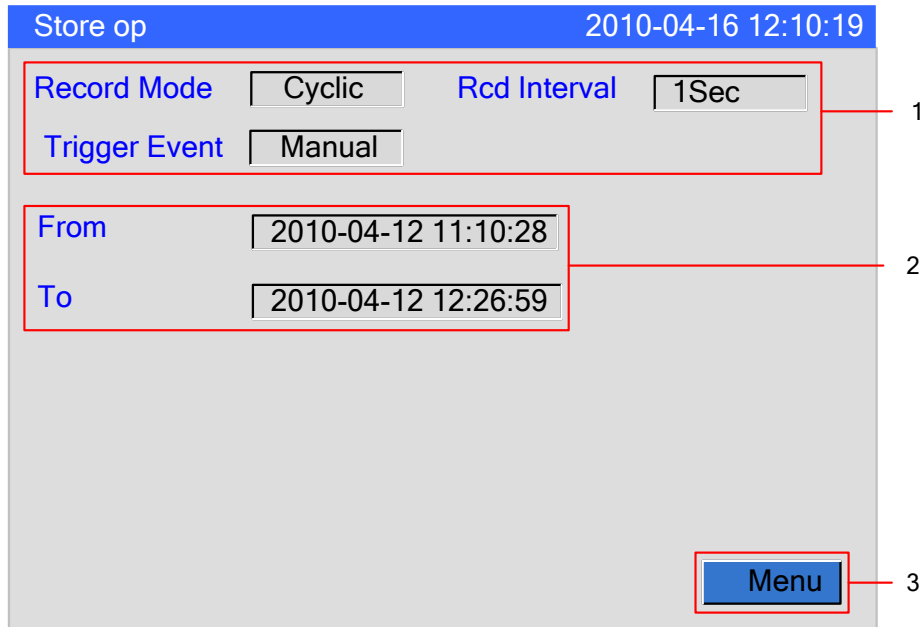 Store op 2010-04-16 12:10:19
Record Mode Cyclic Rcd Interval 1Sec
1
Trigger Event Manual
From 2010-04-12 11:10:28
2
To 2010-04-12 12:26:59
Menu 3